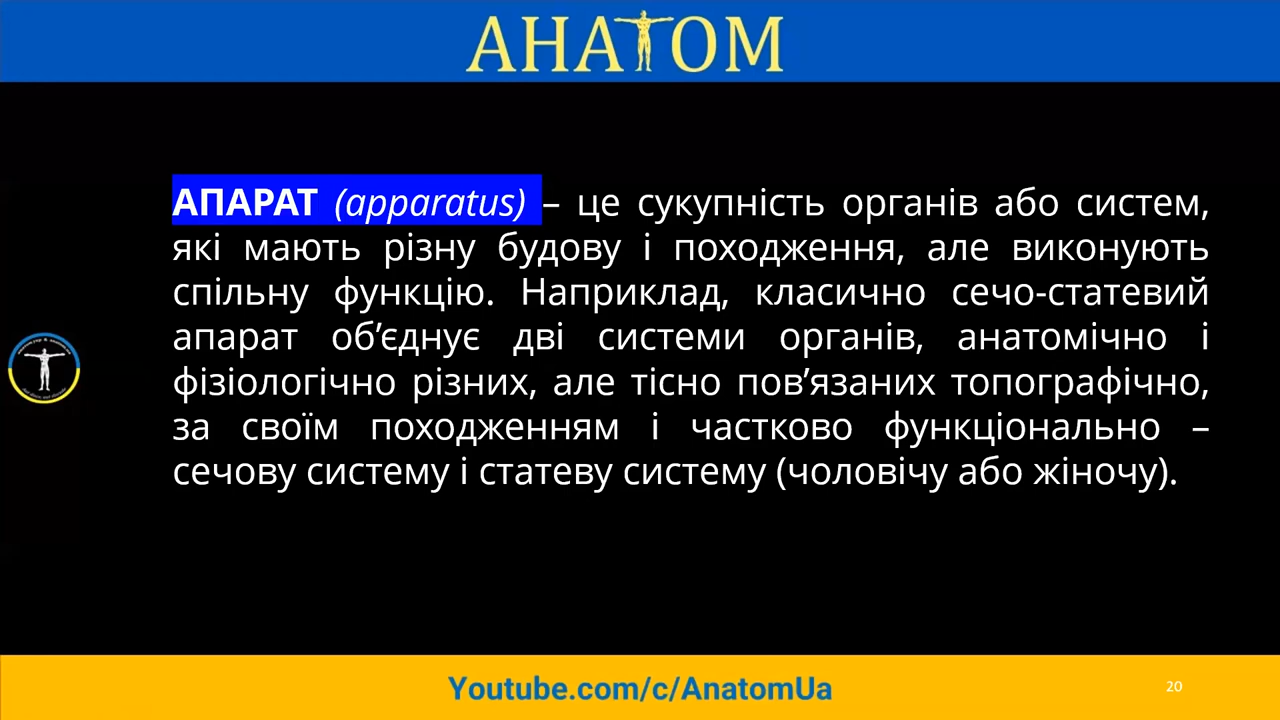 АНАТОМ
АПАРАТ (apparatus) – це сукупність органів або систем,
які мають різну будову і походження, але виконують
спільну функцію. Наприклад, класично сечо-статевий
апарат об’єднує дві системи органів, анатомічно і
фізіологічно різних, але тісно пов’язаних топографічно,
за своїм походженням і частково функціонально –
сечову систему і статеву систему (чоловічу або жіночу).
Youtube.com/c/AnatomUa
20